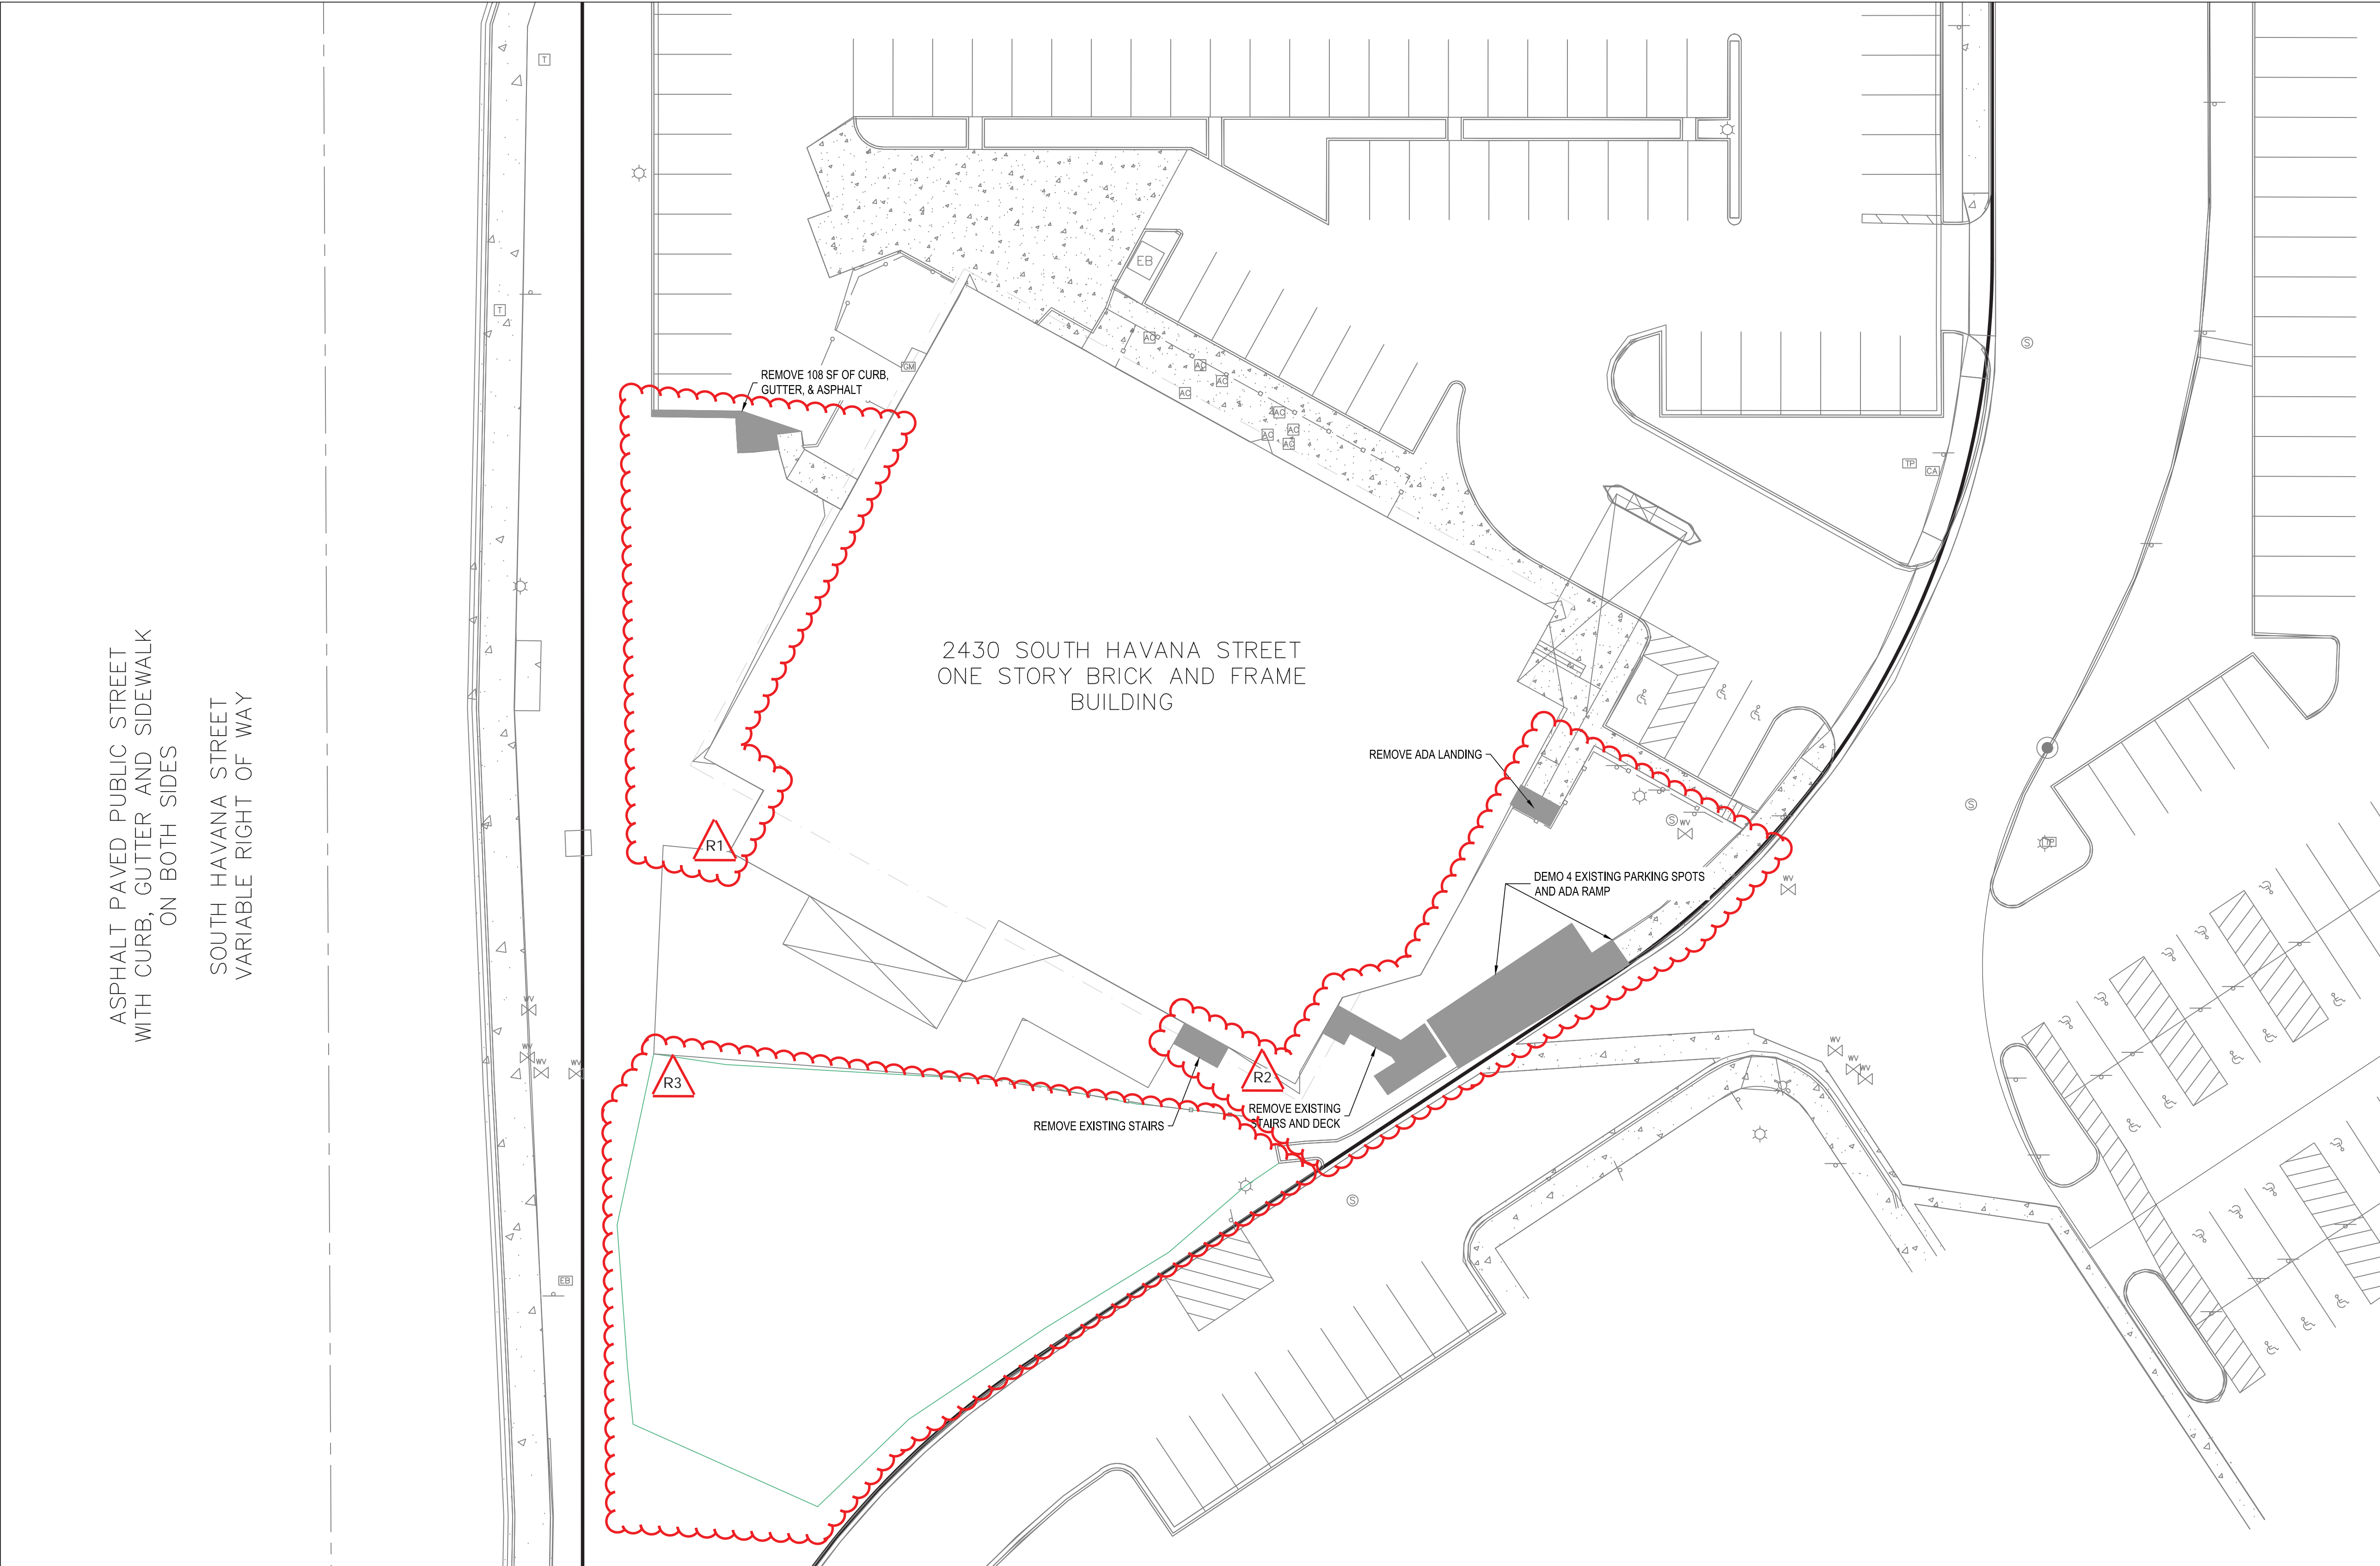 ASPHALT PAVED PUBLIC STREET
WITH CURB, GUTTER AND SIDEWALK
ON BOTH SIDES
SOUTH HAVANA STREET
VARIABLE RIGHT OF WAY
T
T
EB
GM
REMOVE 108 SF OF CURB,
GUTTER, & ASPHALT
AC
AC
AC
AC
AC
AC
AC
AC
S
TP
CA
2430 SOUTH HAVANA STREET
ONE STORY BRICK AND FRAME
BUILDING
REMOVE ADA LANDING
S
WV
S
TP
R1
DEMO 4 EXISTING PARKING SPOTS
AND ADA RAMP
WV
WV
WV
WV
WV
WV
WV
WV
R3
R2
REMOVE EXISTING STAIRS
REMOVE EXISTING
STAIRS AND DECK
S
EB